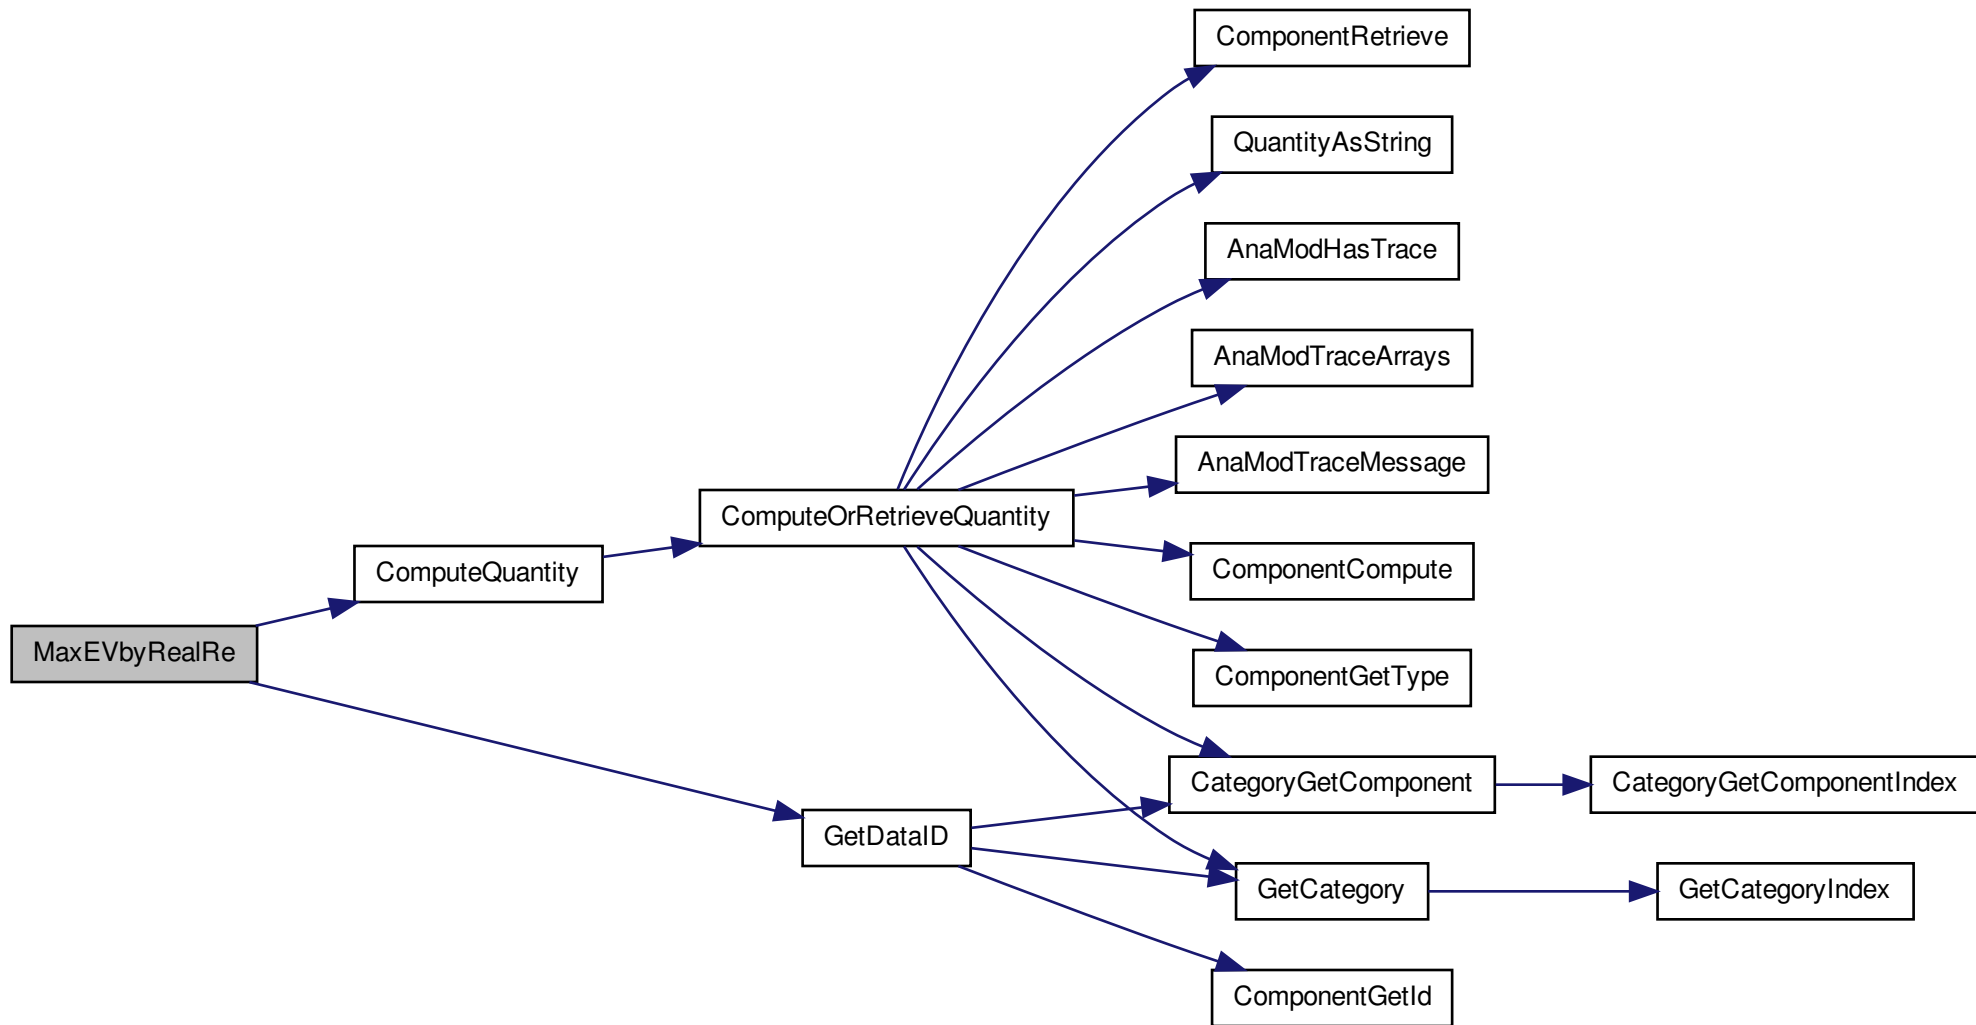 ComponentRetrieve
QuantityAsString
AnaModHasTrace
AnaModTraceArrays
AnaModTraceMessage
ComputeOrRetrieveQuantity
ComputeQuantity
ComponentCompute
MaxEVbyRealRe
ComponentGetType
CategoryGetComponent
CategoryGetComponentIndex
GetDataID
GetCategory
GetCategoryIndex
ComponentGetId